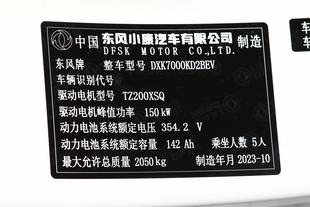 中国 东风小康汽车有限公司 制造
DFSK MOTOR CO.,LTD.
东风牌 整车型号 DXK7000KD2BEV
车辆识别代号
驱动电机型号 TZ200XSQ
驱动电机峰值功率 150kW
动力电池系统额定电压 354.2 V
动力电池系统额定容量 142 Ah 乘坐人数 5人
最大允许总质量 2050kg 制造年月 2023-10